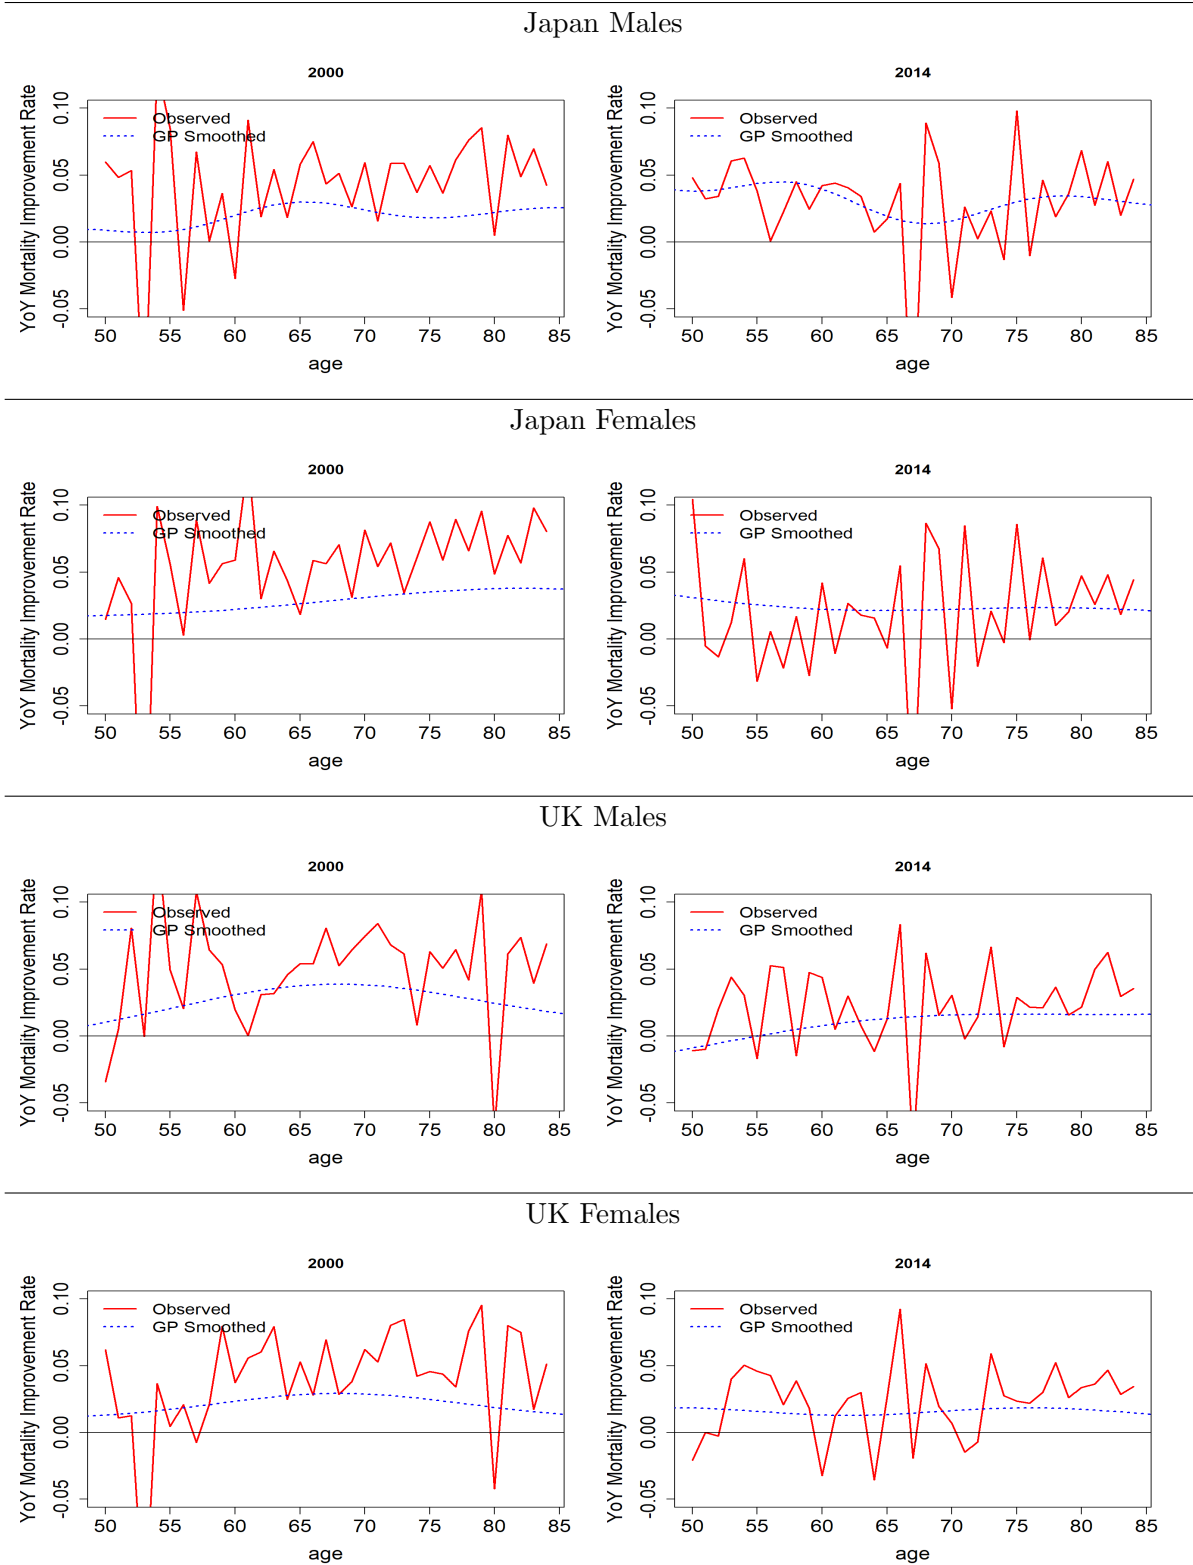 Japan Males
2000
2014
YoY Mortality Improvement Rate
0.10
0.05
0.00
-0.05
Observed
GP Smoothed
50 55 60 65 70 75 80 85
age
YoY Mortality Improvement Rate
0.10
0.05
0.00
-0.05
Observed
GP Smoothed
50 55 60 65 70 75 80 85
age
Japan Females
2000
2014
YoY Mortality Improvement Rate
0.10
0.05
0.00
-0.05
Observed
GP Smoothed
50 55 60 65 70 75 80 85
age
YoY Mortality Improvement Rate
0.10
0.05
0.00
-0.05
Observed
GP Smoothed
50 55 60 65 70 75 80 85
age
UK Males
2000
2014
YoY Mortality Improvement Rate
0.10
0.05
0.00
-0.05
Observed
GP Smoothed
50 55 60 65 70 75 80 85
age
YoY Mortality Improvement Rate
0.10
0.05
0.00
-0.05
Observed
GP Smoothed
50 55 60 65 70 75 80 85
age
UK Females
2000
2014
YoY Mortality Improvement Rate
0.10
0.05
0.00
-0.05
Observed
GP Smoothed
50 55 60 65 70 75 80 85
age
YoY Mortality Improvement Rate
0.10
0.05
0.00
-0.05
Observed
GP Smoothed
50 55 60 65 70 75 80 85
age